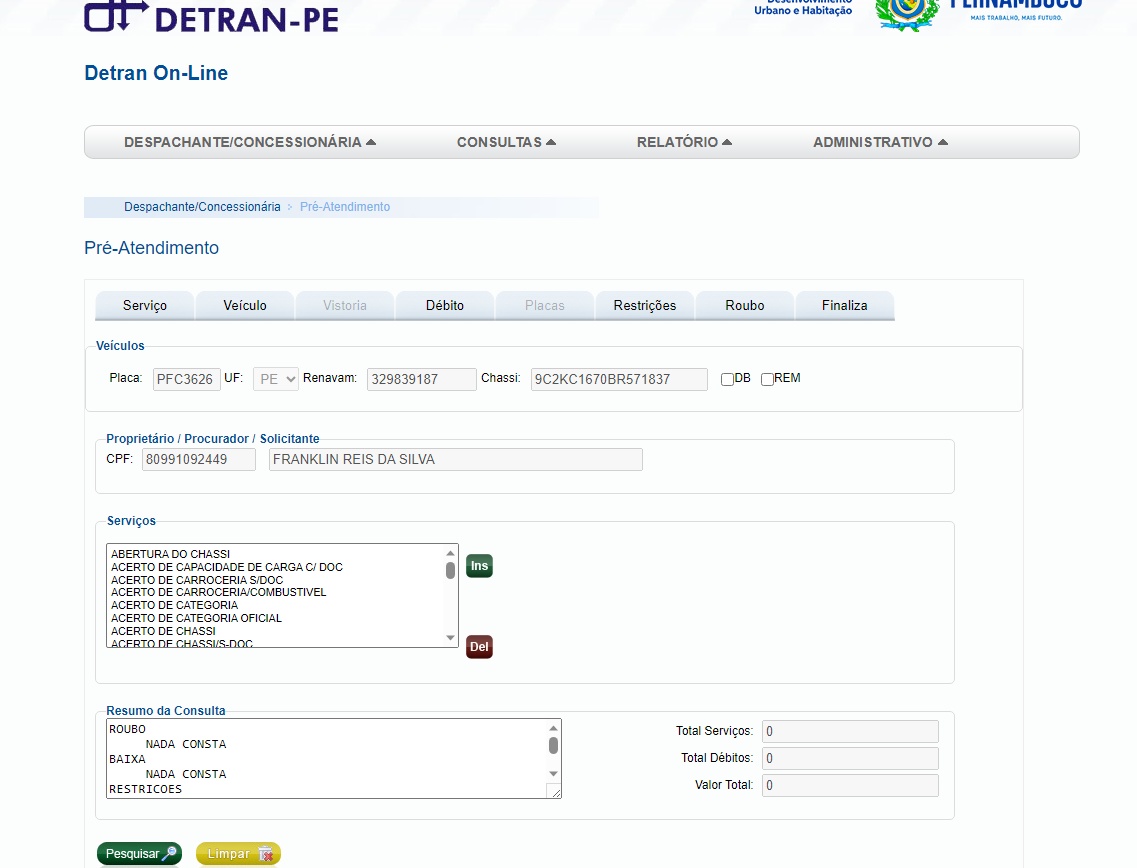 DETRAN-PE
Desenvolvimento
Urbano e Habitação
PERNAMBUCO
MAIS TRABALHO, MAIS FUTURO.
Detran On-Line
DESPACHANTE/CONCESSIONÁRIA CONSULTAS RELATÓRIO ADMINISTRATIVO
Despachante/Concessionária > Pré-Atendimento
Pré-Atendimento
Serviço Veículo Vistoria Débito Placas Restrições Roubo Finaliza
Veículos
Placa: PFC3626 UF: PE Renavam: 329839187 Chassi: 9C2KC1670BR571837 DB REM
Proprietário / Procurador / Solicitante
CPF: 80991092449 FRANKLIN REIS DA SILVA
Serviços
ABERTURA DO CHASSI
ACERTO DE CAPACIDADE DE CARGA C/ DOC
ACERTO DE CARROCERIA S/DOC
ACERTO DE CARROCERIA/COMBUSTIVEL
ACERTO DE CATEGORIA
ACERTO DE CATEGORIA OFICIAL
ACERTO DE CHASSI
ACERTO DE CHASSI/S-DOC
Ins
Del
Resumo da Consulta
ROUBO
NADA CONSTA
BAIXA
NADA CONSTA
RESTRICOES
Total Serviços: 0
Total Débitos: 0
Valor Total: 0
Pesquisar Limpar